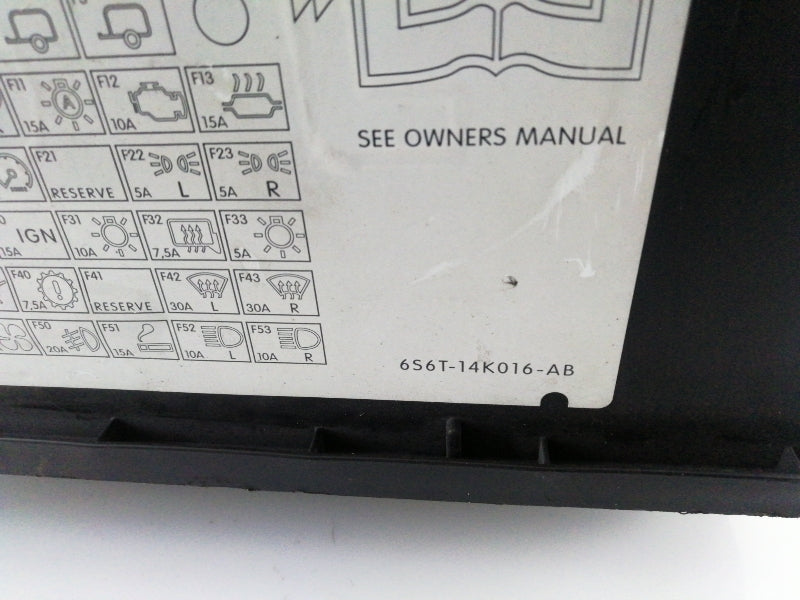 F11 F12 F13
15A A 10A 15A
SEE OWNERS MANUAL
F21 F22 F23
RESERVE 5A L 5A R
F31 F32 F33
IGN
15A 10A D 7,5A 5A D
F40 F41 F42 F43
7,5A RESERVE 30A L 30A R
F50 F51 F52 F53
20A 15A 10A L 10A R
6S6T-14K016-AB